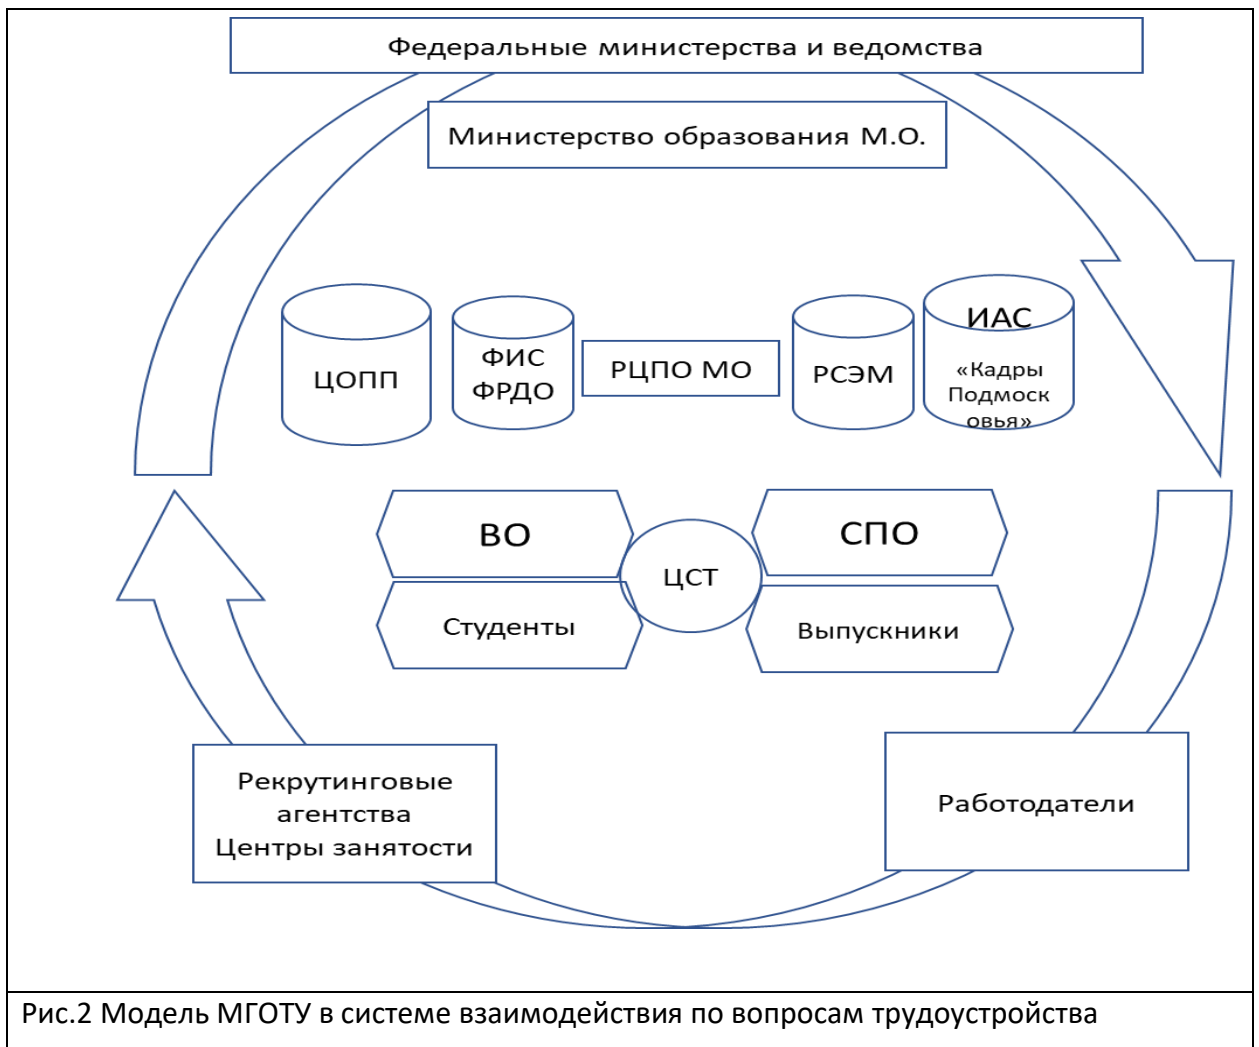 Федеральные министерства и ведомства
Министерство образования М.О.
ЦОПП
ФИС
ФРДО
РЦПО МО
РСЭМ
ИАС
«Кадры
Подмоск
овья»
ВО
СПО
ЦСТ
Студенты
Выпускники
Рекрутинговые
агентства
Центры занятости
Работодатели
Рис.2 Модель МГОТУ в системе взаимодействия по вопросам трудоустройства